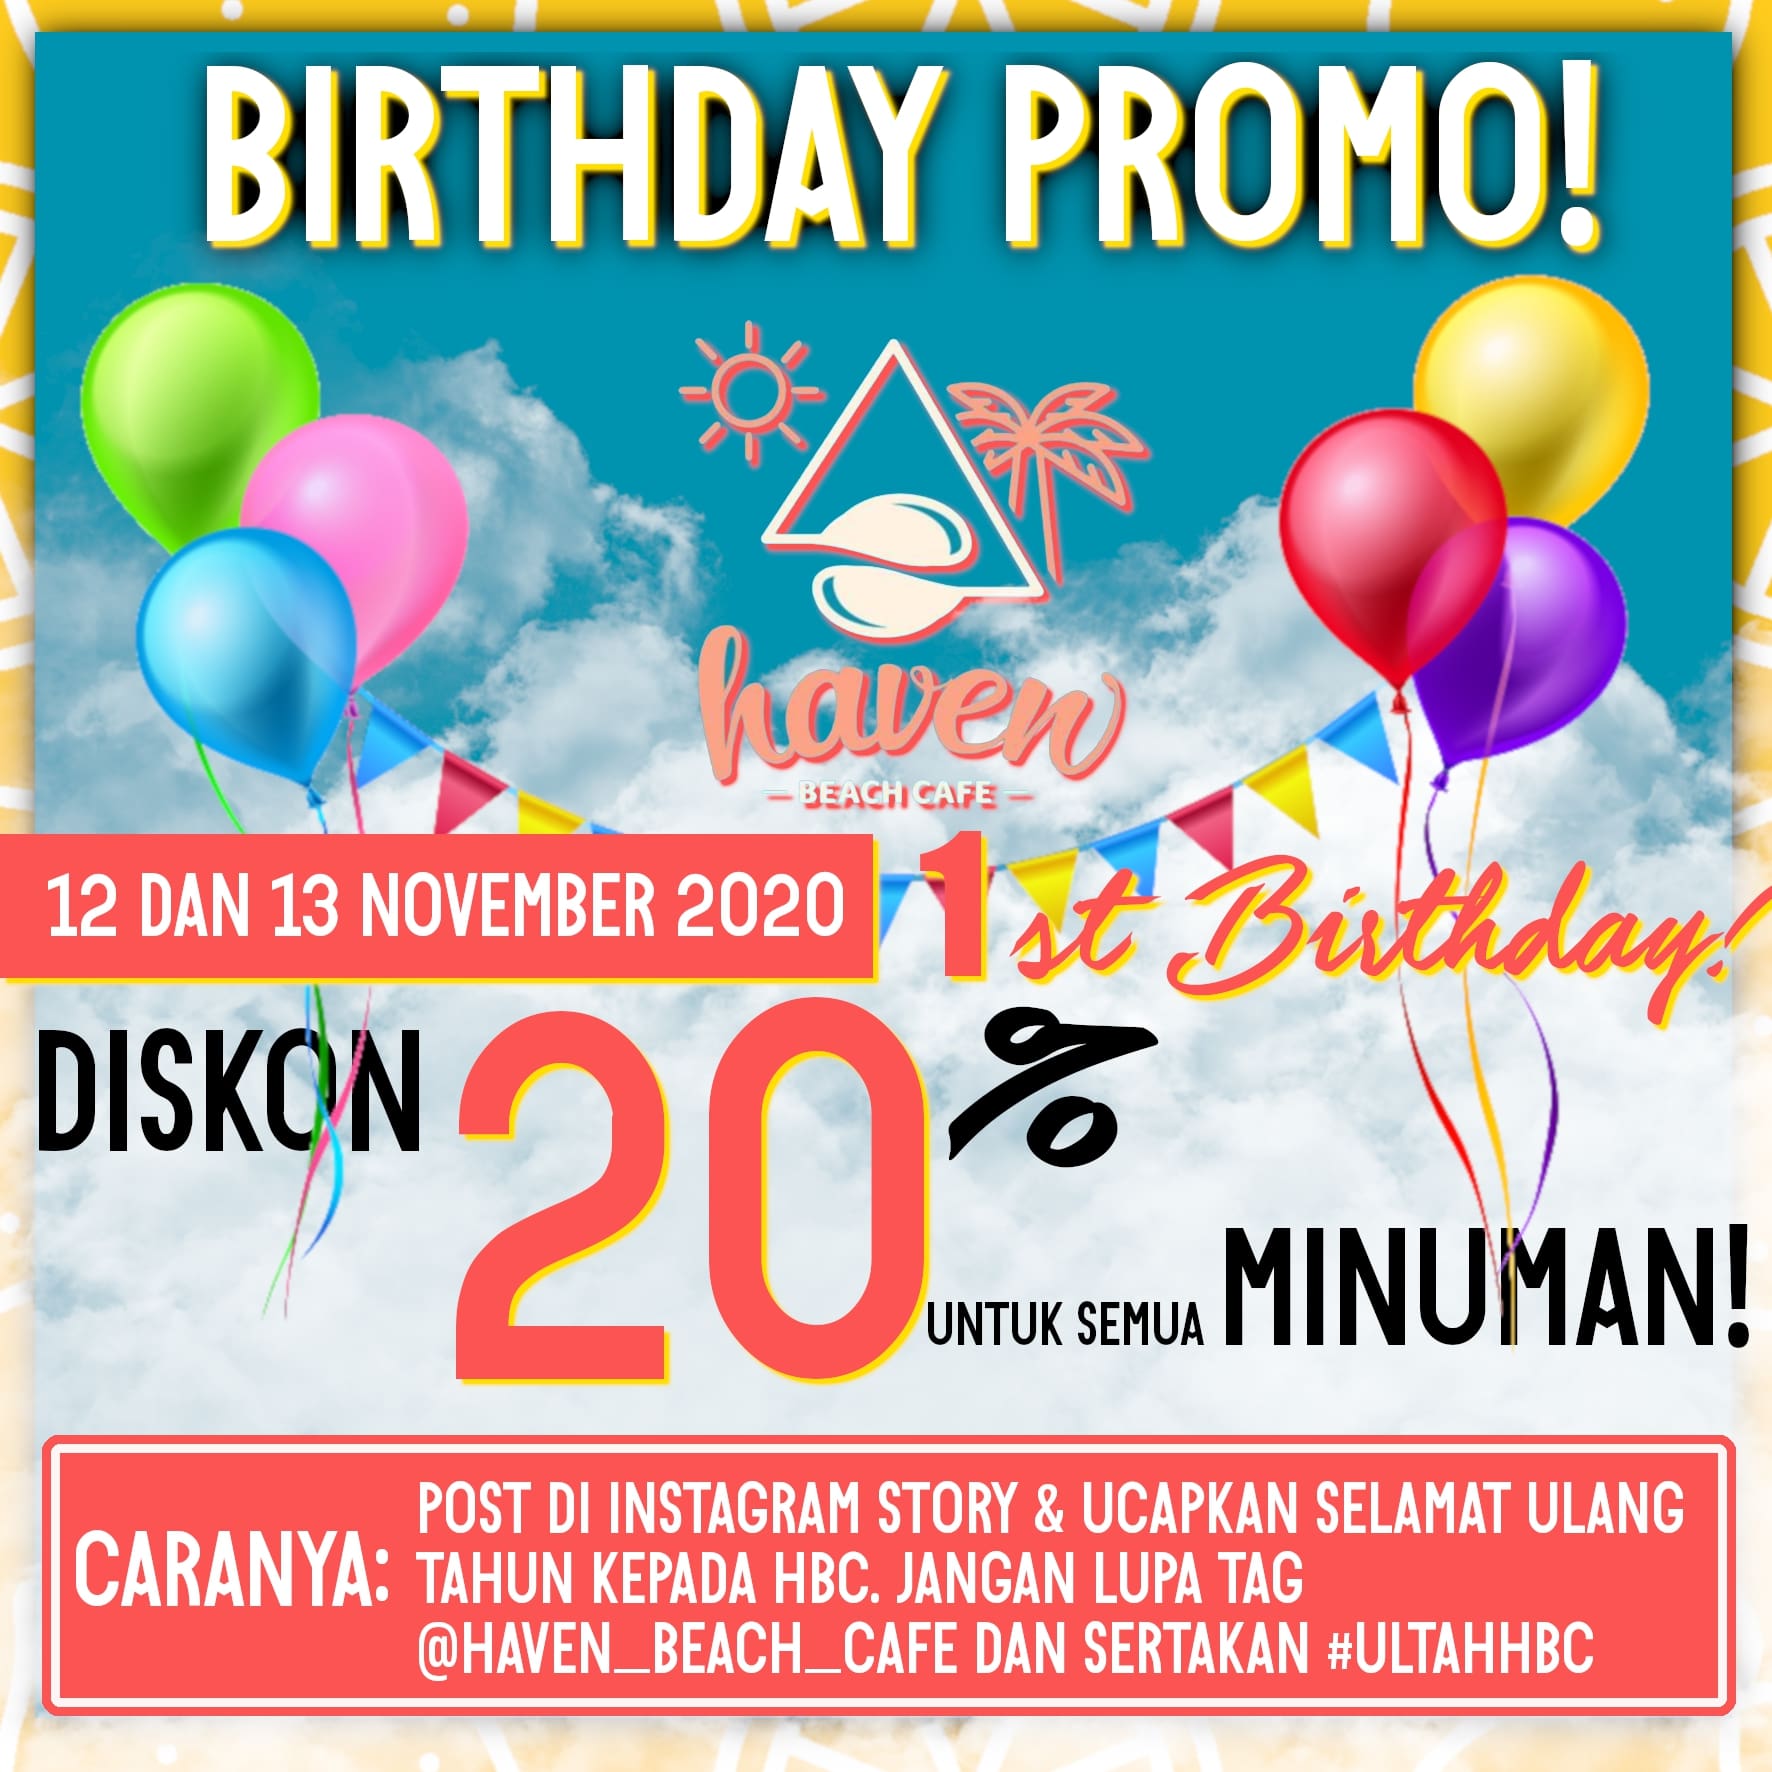 BIRTHDAY PROMO!
haven
BEACH CAFE
12 DAN 13 NOVEMBER 2020
1st Birthday!
DISKON 20%
UNTUK SEMUA MINUMAN!
CARANYA:
POST DI INSTAGRAM STORY & UCAPKAN SELAMAT ULANG
TAHUN KEPADA HBC. JANGAN LUPA TAG
@HAVEN_BEACH_CAFE DAN SERTAKAN #ULTAHHBC